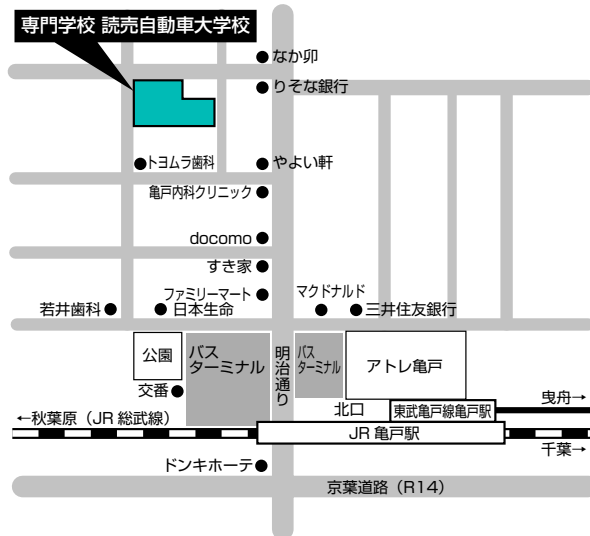 専門学校 読売自動車大学校
なか卯
りそな銀行
トヨムラ歯科
やよい軒
亀戸内科クリニック
docomo
すき家
ファミリーマート
マクドナルド
若井歯科
日本生命
三井住友銀行
公園
バス
ターミナル
明治通り
バス
ターミナル
アトレ亀戸
交番
北口
東武亀戸線亀戸駅
曳舟→
←秋葉原（JR 総武線）
JR 亀戸駅
千葉→
ドンキホーテ
京葉道路（R14）